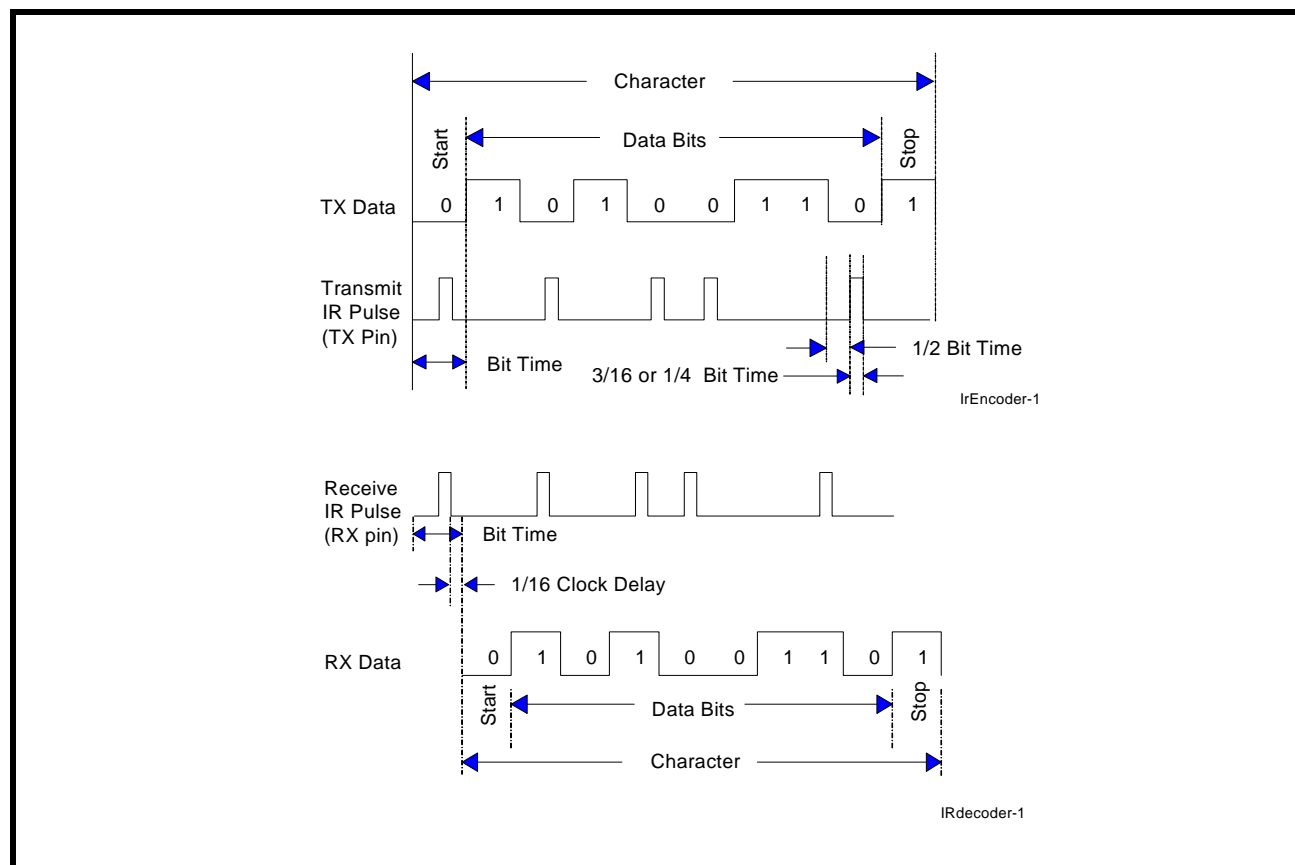 Character
Start
Data Bits
Stop
TX Data
0 1 0 1 0 0 1 1 0 1
Transmit
IR Pulse
(TX Pin)
Bit Time
1/2 Bit Time
3/16 or 1/4 Bit Time
IrEncoder-1
Receive
IR Pulse
(RX pin)
Bit Time
1/16 Clock Delay
RX Data
0 1 0 1 0 0 1 1 0 1
Start
Data Bits
Stop
Character
IRdecoder-1